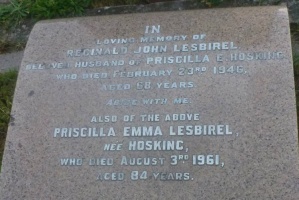 IN
LOVING MEMORY OF
REGINALD JOHN LESBIREL
BELOVED HUSBAND OF PRISCILLA E. HOSKING,
WHO DIED FEBRUARY 23RD 1946,
AGED 68 YEARS.
ABIDE WITH ME.
ALSO OF THE ABOVE
PRISCILLA EMMA LESBIREL,
NEE HOSKING,
WHO DIED AUGUST 3RD 1961,
AGED 84 YEARS.